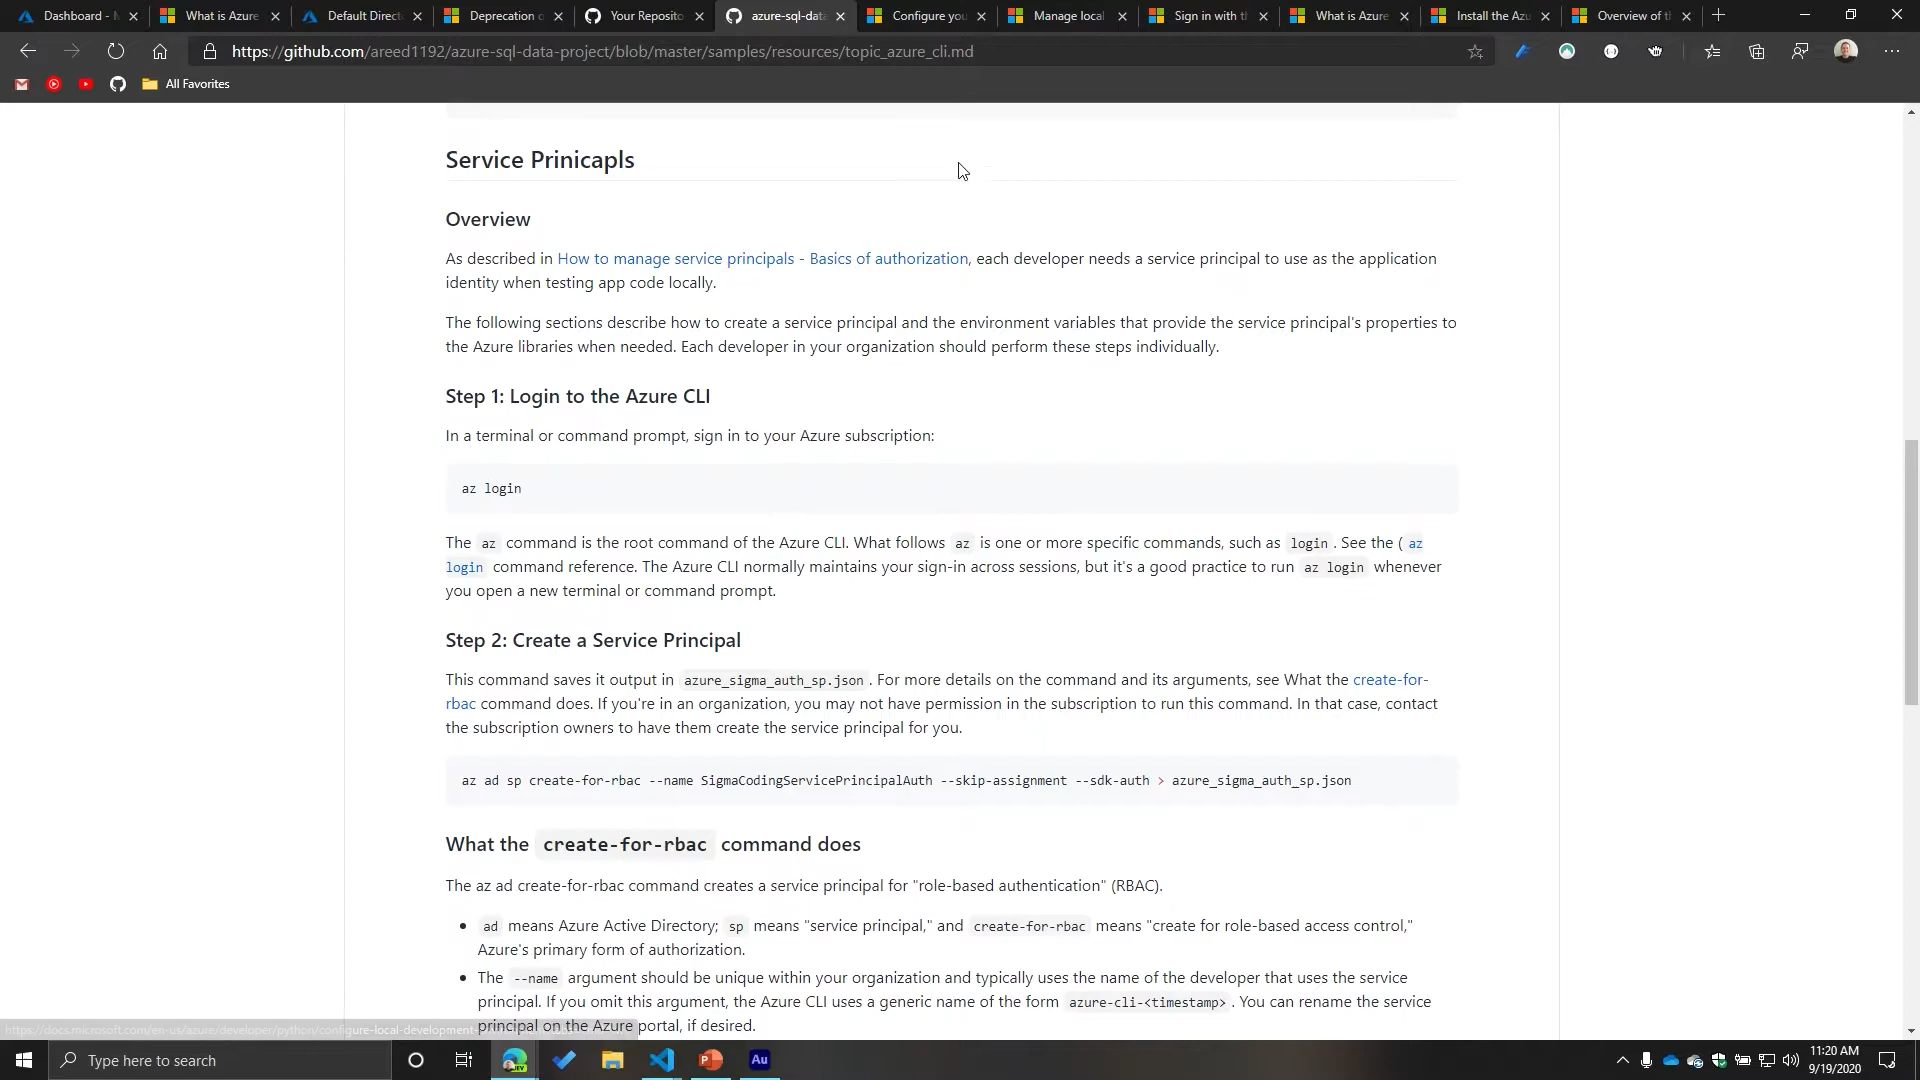 Dashboard - M
What is Azure
Default Direct
Deprecation o
Your Reposito
azure-sql-data
Configure you
Manage local
Sign in with th
What is Azure
Install the Azu
Overview of th
https://github.com/areed1192/azure-sql-data-project/blob/master/samples/resources/topic_azure_cli.md
All Favorites
Service Prinicapls
Overview
As described in How to manage service principals - Basics of authorization, each developer needs a service principal to use as the application
identity when testing app code locally.
The following sections describe how to create a service principal and the environment variables that provide the service principal's properties to
the Azure libraries when needed. Each developer in your organization should perform these steps individually.
Step 1: Login to the Azure CLI
In a terminal or command prompt, sign in to your Azure subscription:
az login
The az command is the root command of the Azure CLI. What follows az is one or more specific commands, such as login . See the ( az
login command reference. The Azure CLI normally maintains your sign-in across sessions, but it's a good practice to run az login whenever
you open a new terminal or command prompt.
Step 2: Create a Service Principal
This command saves it output in azure_sigma_auth_sp.json . For more details on the command and its arguments, see What the create-for-
rbac command does. If you're in an organization, you may not have permission in the subscription to run this command. In that case, contact
the subscription owners to have them create the service principal for you.
az ad sp create-for-rbac --name SigmaCodingServicePrincipalAuth --skip-assignment --sdk-auth > azure_sigma_auth_sp.json
What the create-for-rbac command does
The az ad create-for-rbac command creates a service principal for "role-based authentication" (RBAC).
• ad means Azure Active Directory; sp means "service principal," and create-for-rbac means "create for role-based access control,"
Azure's primary form of authorization.
• The --name argument should be unique within your organization and typically uses the name of the developer that uses the service
principal. If you omit this argument, the Azure CLI uses a generic name of the form azure-cli-<timestamp> . You can rename the service
principal on the Azure portal, if desired.
https://docs.microsoft.com/en-us/azure/developer/python/configure-local-development-
Type here to search
DEV
Au
11:20 AM
9/19/2020